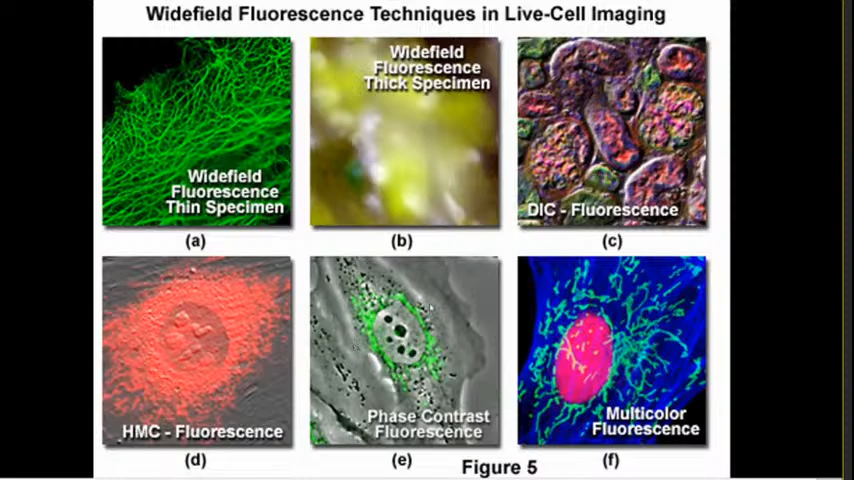 Widefield Fluorescence Techniques in Live-Cell Imaging
Widefield
Fluorescence
Thin Specimen
(a)
Widefield
Fluorescence
Thick Specimen
(b)
DIC - Fluorescence
(c)
HMC - Fluorescence
(d)
Phase Contrast
Fluorescence
(e)
Multicolor
Fluorescence
(f)
Figure 5